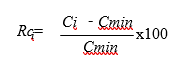 Rci= Ci - Cmin
Cmin x100